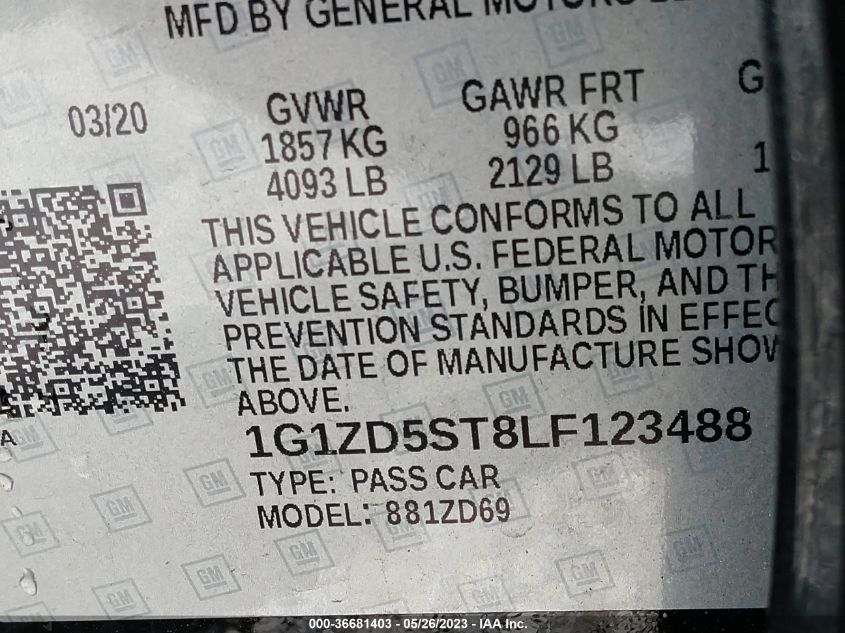 MFD BY GENERAL MOTORS
03/20 GVWR GAWR FRT G
1857 KG 966 KG
4093 LB 2129 LB 1
THIS VEHICLE CONFORMS TO ALL
APPLICABLE U.S. FEDERAL MOTOR
VEHICLE SAFETY, BUMPER, AND TH
PREVENTION STANDARDS IN EFFEC
THE DATE OF MANUFACTURE SHOW
ABOVE.
A
1G1ZD5ST8LF123488
TYPE: PASS CAR
MODEL: 881ZD69
000-36681403 - 05/26/2023 - IAA Inc.